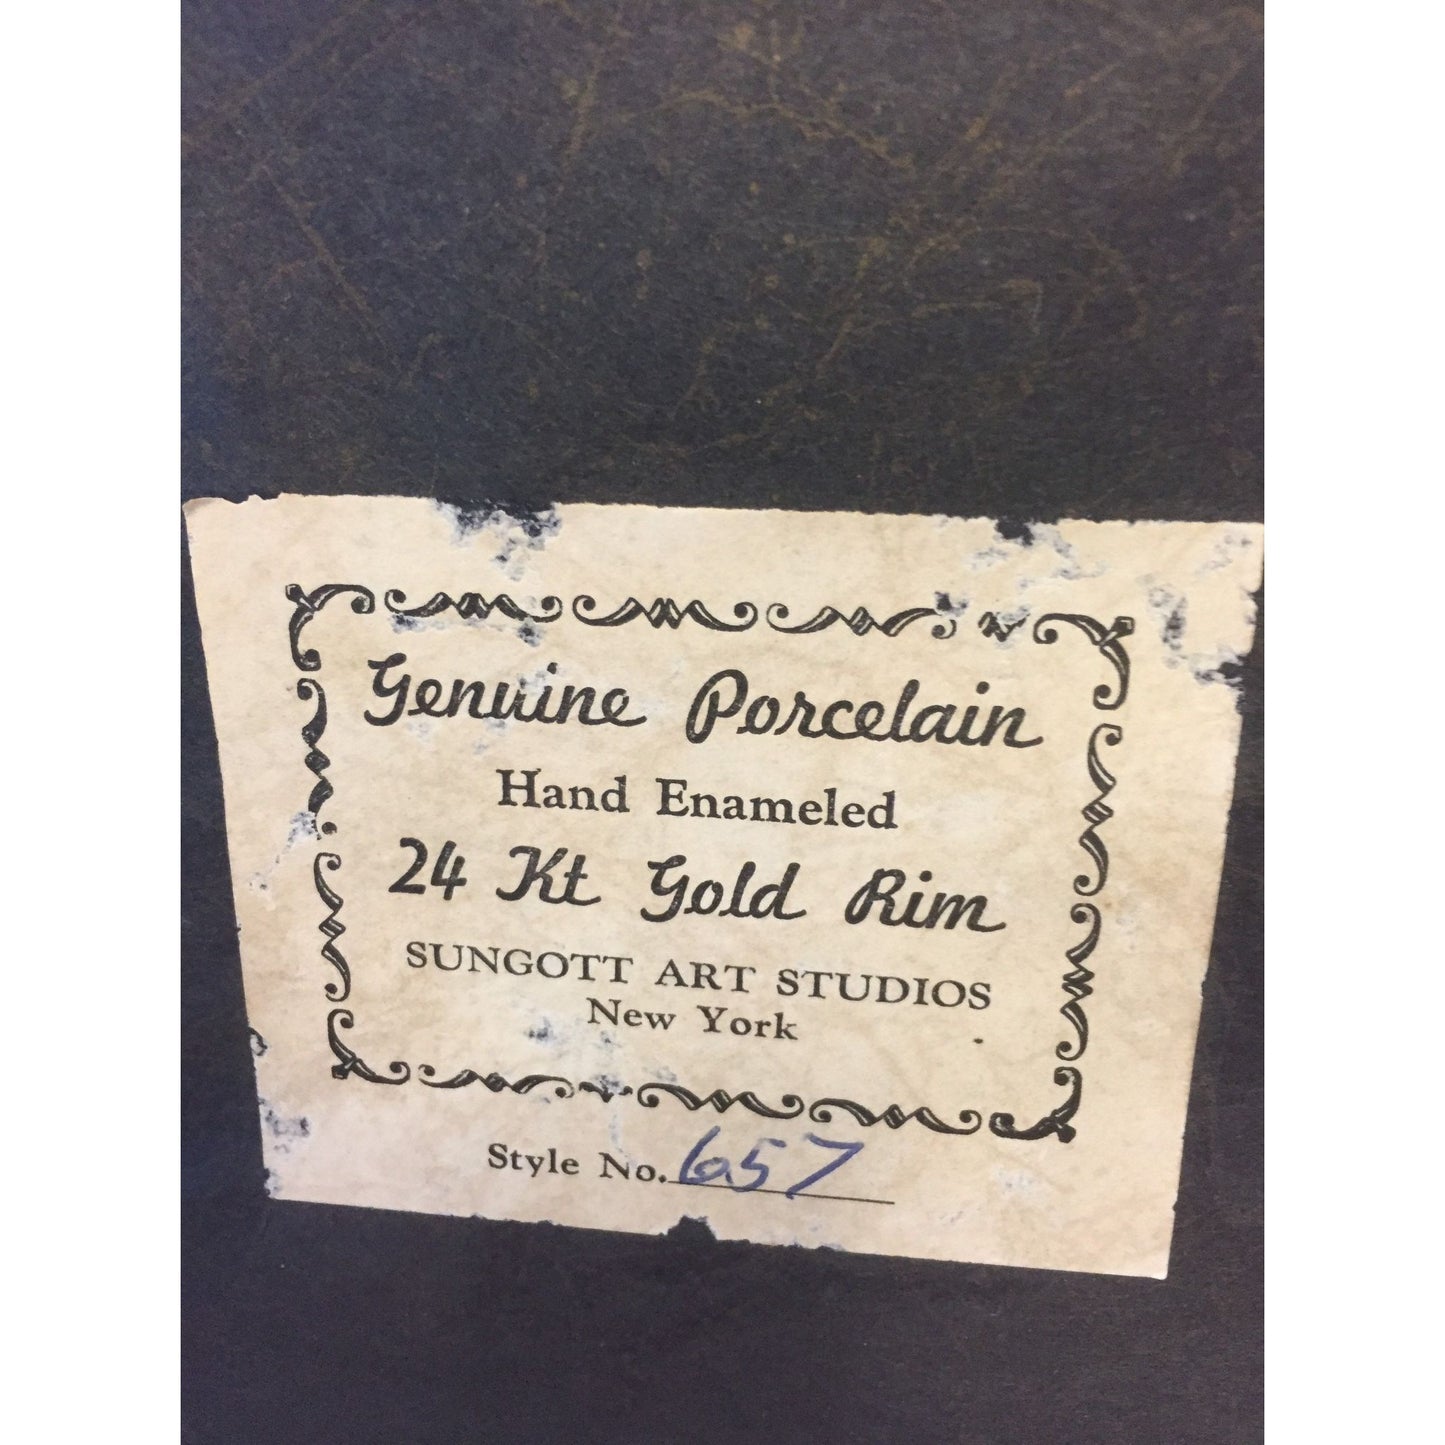 Genuine Porcelain
Hand Enameled
24 Kt Gold Rim
SUNGOTT ART STUDIOS
New York
Style No. 657